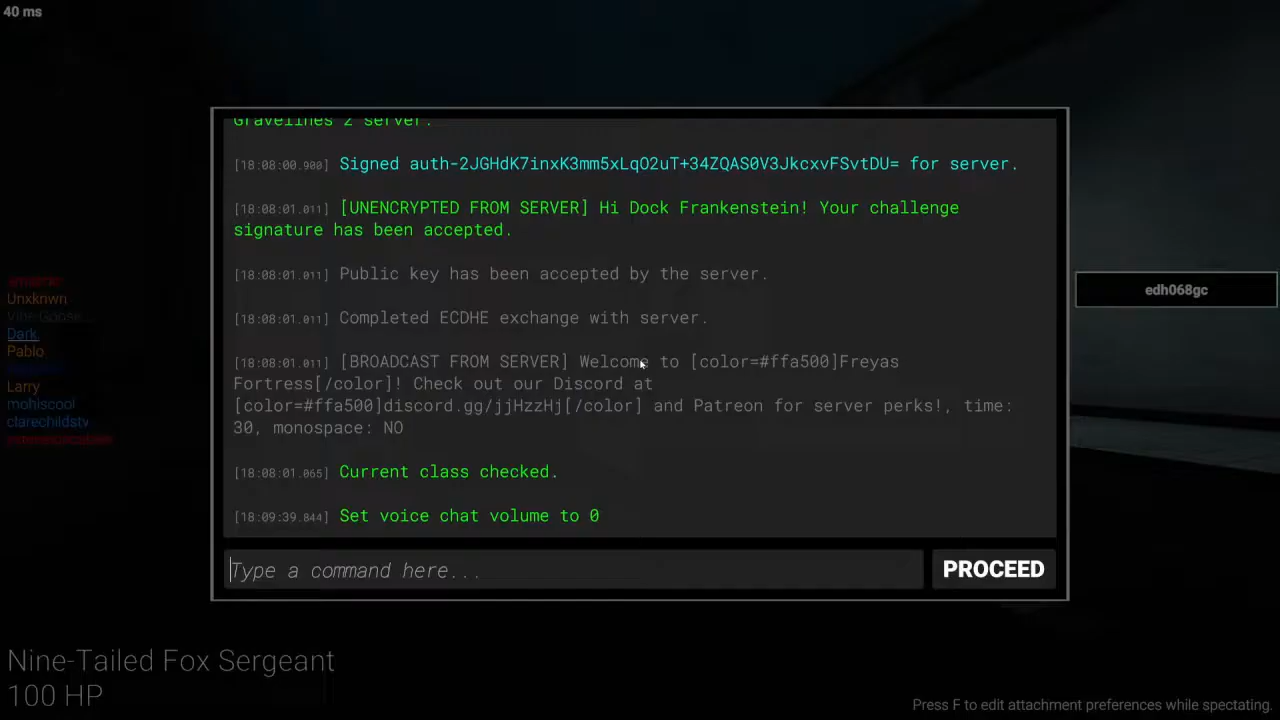 40 ms
Gravelines 2 server.
[18:08:00.900] Signed auth-2JGHdK7inxK3mm5xLqO2uT+34ZQAS0V3JkcxvFSvtDU= for server.
[18:08:01.011] [UNENCRYPTED FROM SERVER] Hi Dock Frankenstein! Your challenge
signature has been accepted.
[18:08:01.011] Public key has been accepted by the server.
[18:08:01.011] Completed ECDHE exchange with server.
[18:08:01.011] [BROADCAST FROM SERVER] Welcome to [color=#ffa500]Freyas
Fortress[/color]! Check out our Discord at
[color=#ffa500]discord.gg/jjHzzHj[/color] and Patreon for server perks!, time:
30, monospace: NO
[18:08:01.065] Current class checked.
[18:09:39.844] Set voice chat volume to 0
Type a command here...
PROCEED
Unxknwn
Dark
Pablo
Larry
mohiscool
clarechildstv
edh068gc
Nine-Tailed Fox Sergeant
100 HP
Press F to edit attachment preferences while spectating.